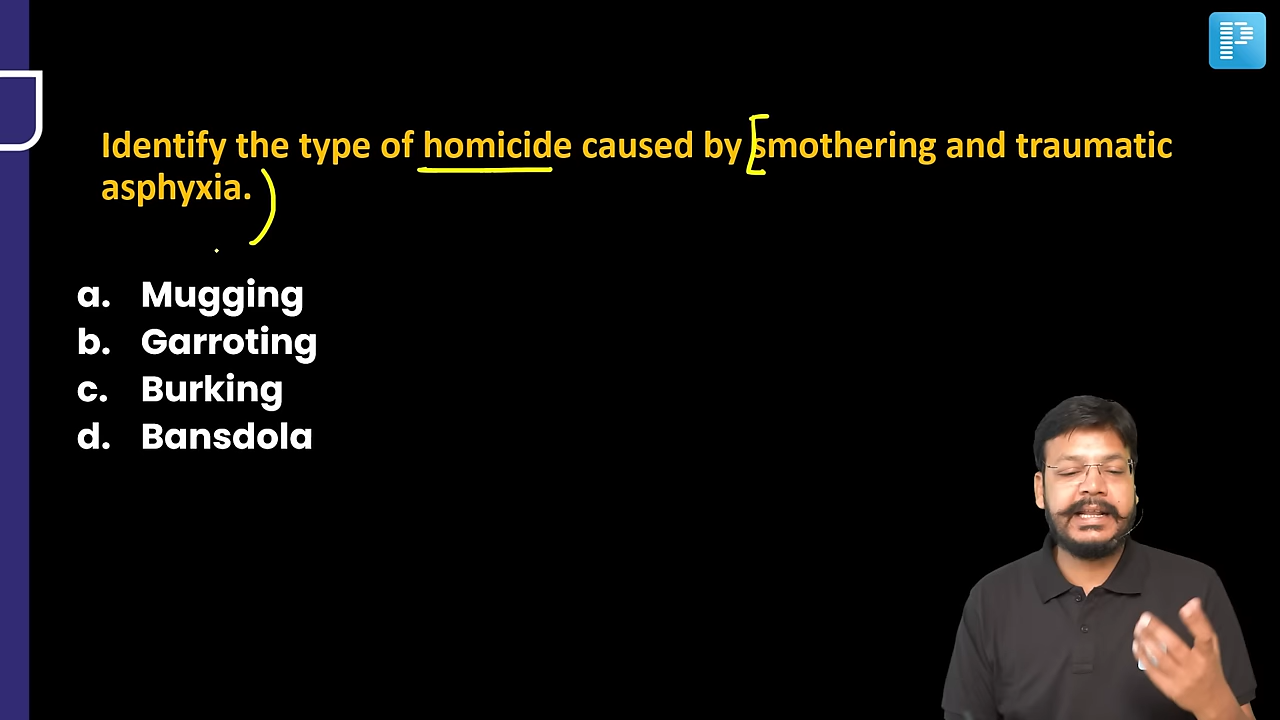 Identify the type of homicide caused by smothering and traumatic
asphyxia.
a. Mugging
b. Garroting
c. Burking
d. Bansdola